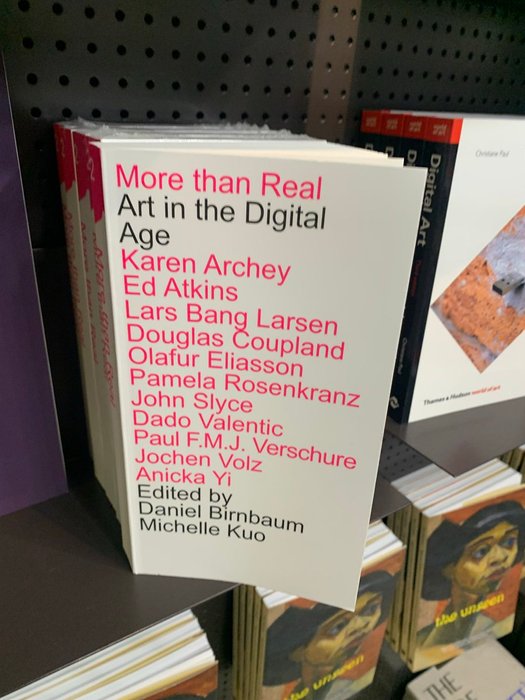 More than Real
Art in the Digital
Age
Karen Archey
Ed Atkins
Lars Bang Larsen
Douglas Coupland
Olafur Eliasson
Pamela Rosenkranz
John Slyce
Dado Valentic
Paul F.M.J. Verschure
Jochen Volz
Anicka Yi
Edited by
Daniel Birnbaum
Michelle Kuo
Digital Art
Christiane Paul
Thames & Hudson world of art
the unseen
the unseen
THE